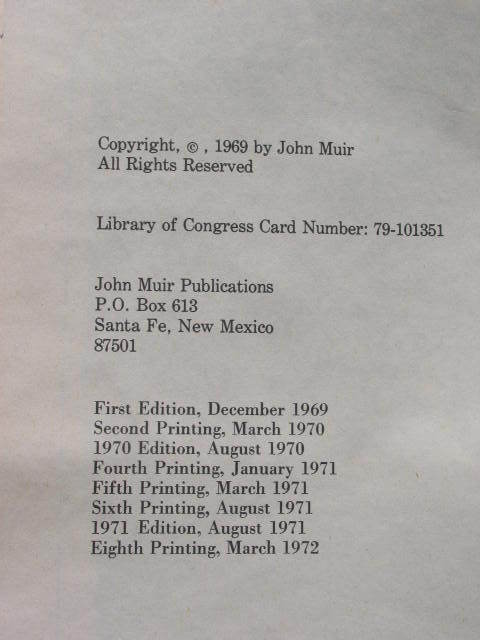 Copyright, ©, 1969 by John Muir
All Rights Reserved
Library of Congress Card Number: 79-101351
John Muir Publications
P.O. Box 613
Santa Fe, New Mexico
87501
First Edition, December 1969
Second Printing, March 1970
1970 Edition, August 1970
Fourth Printing, January 1971
Fifth Printing, March 1971
Sixth Printing, August 1971
1971 Edition, August 1971
Eighth Printing, March 1972